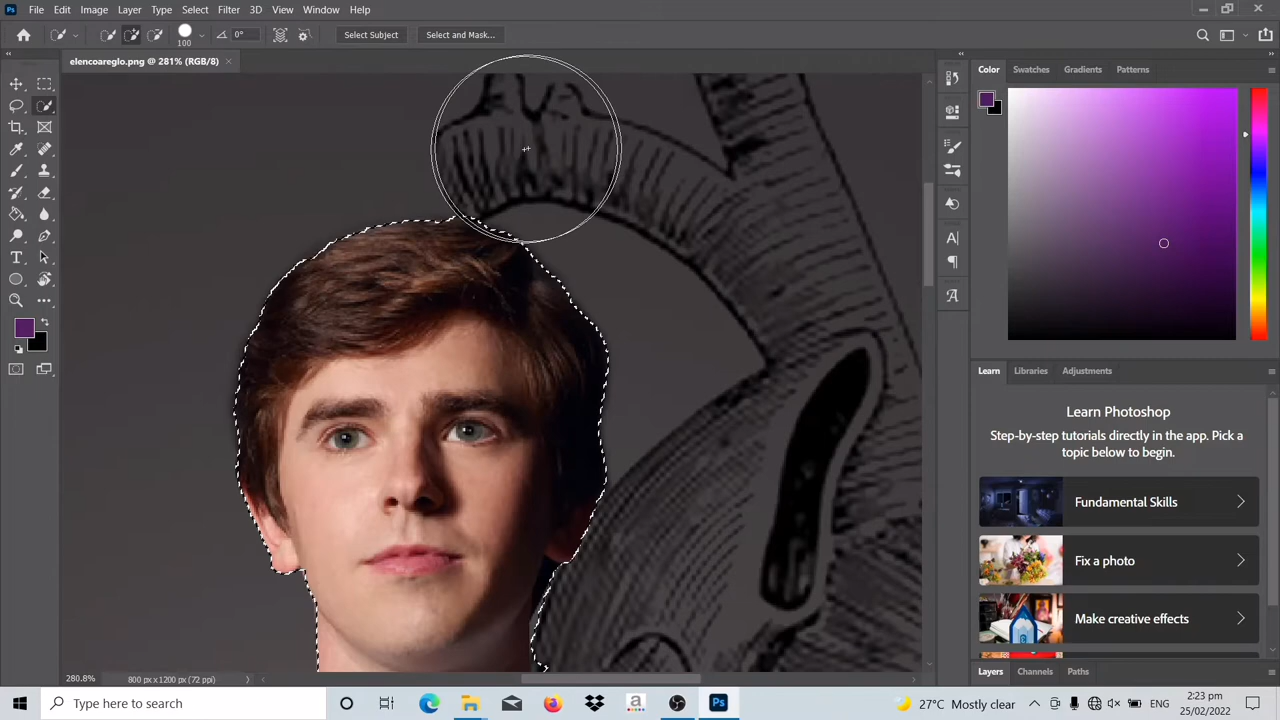 Ps File Edit Image Layer Type Select Filter 3D View Window Help
100 0° Select Subject Select and Mask...
elencoareglo.png @ 281% (RGB/8)
Color Swatches Gradients Patterns
Learn Libraries Adjustments
Learn Photoshop
Step-by-step tutorials directly in the app. Pick a
topic below to begin.
Fundamental Skills
Fix a photo
Make creative effects
Layers Channels Paths
280.8% 800 px x 1200 px (72 ppi)
Type here to search
a
Ps
27°C Mostly clear
ENG
2:23 pm
25/02/2022